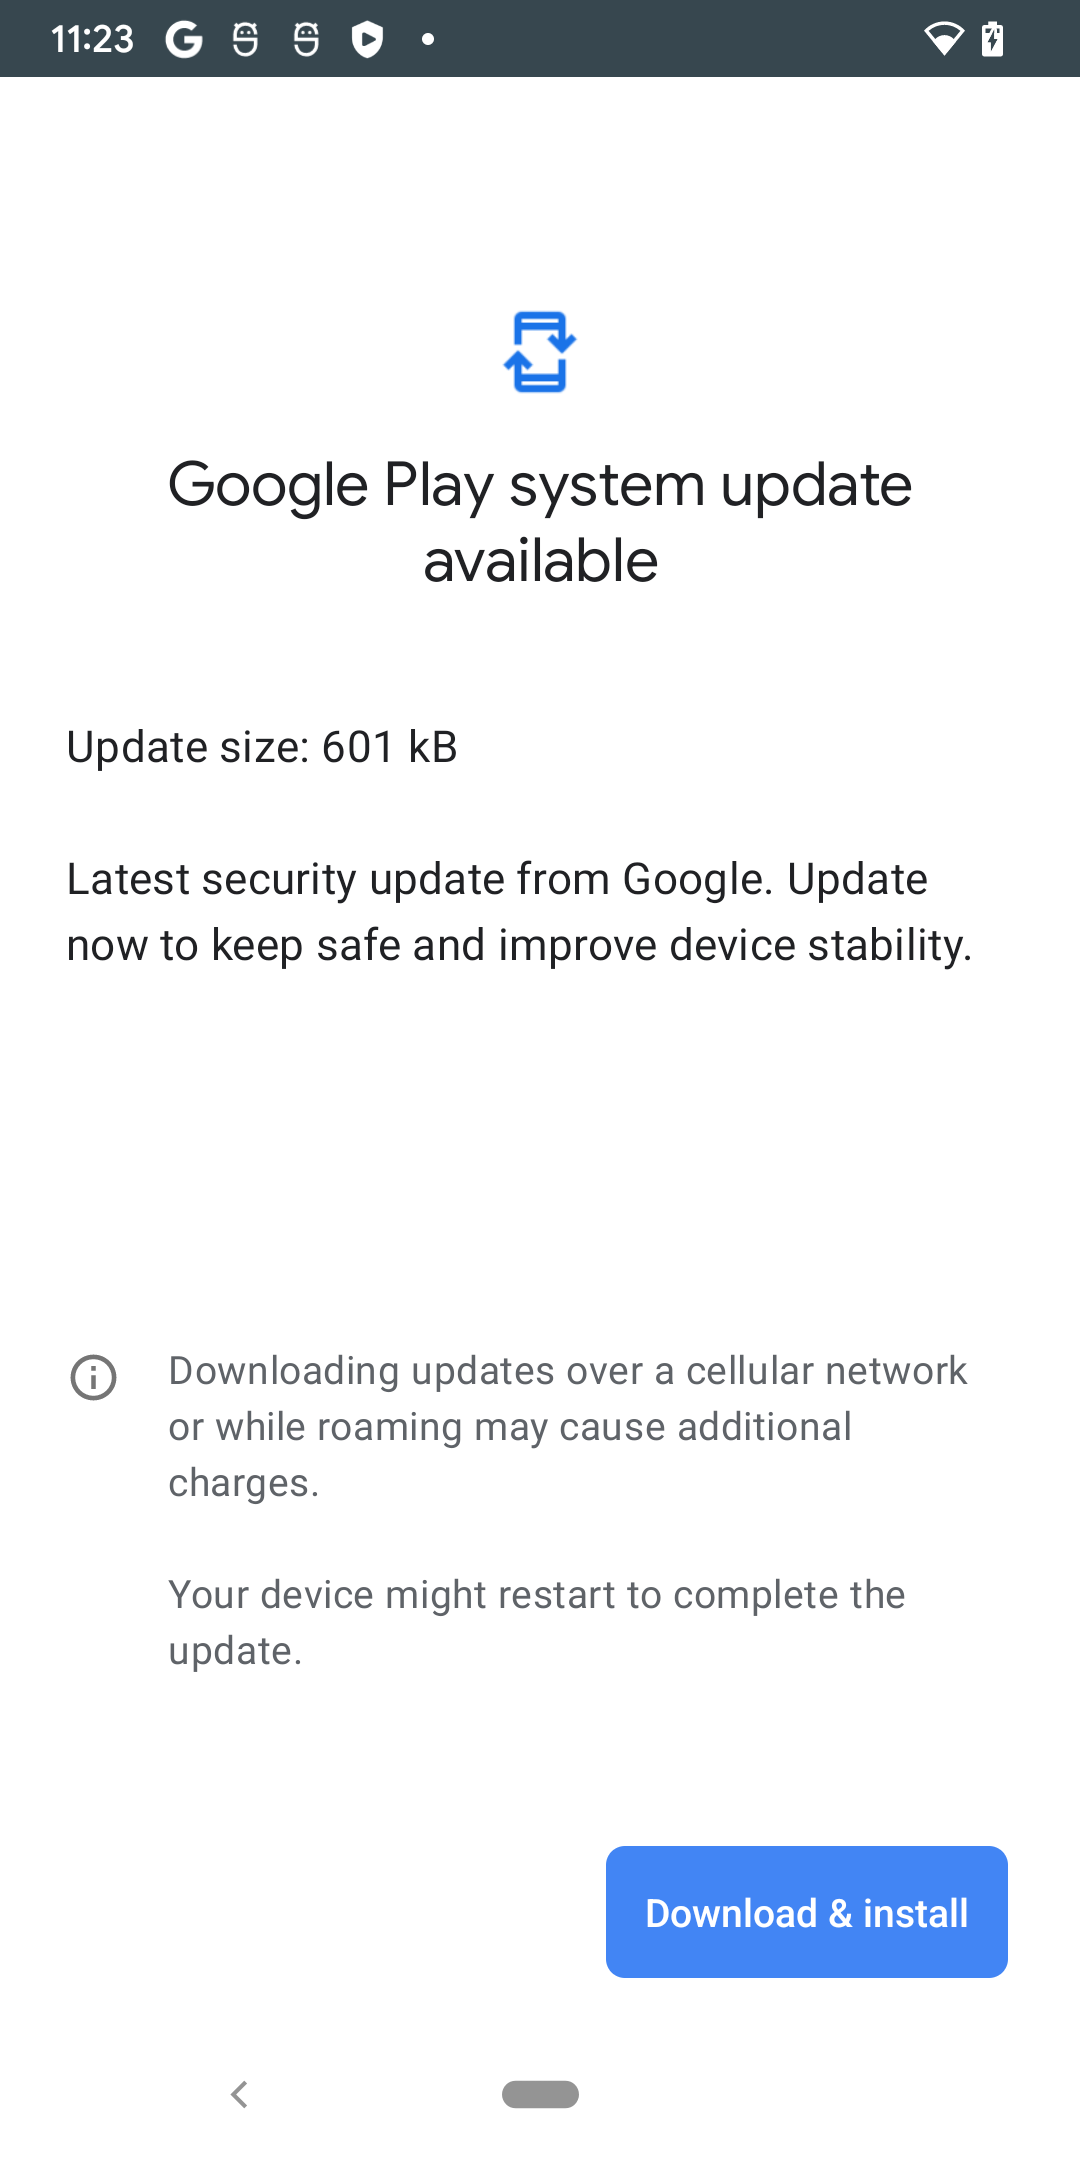 11:23
Google Play system update
available
Update size: 601 kB
Latest security update from Google. Update
now to keep safe and improve device stability.
Downloading updates over a cellular network
or while roaming may cause additional
charges.
Your device might restart to complete the
update.
Download & install